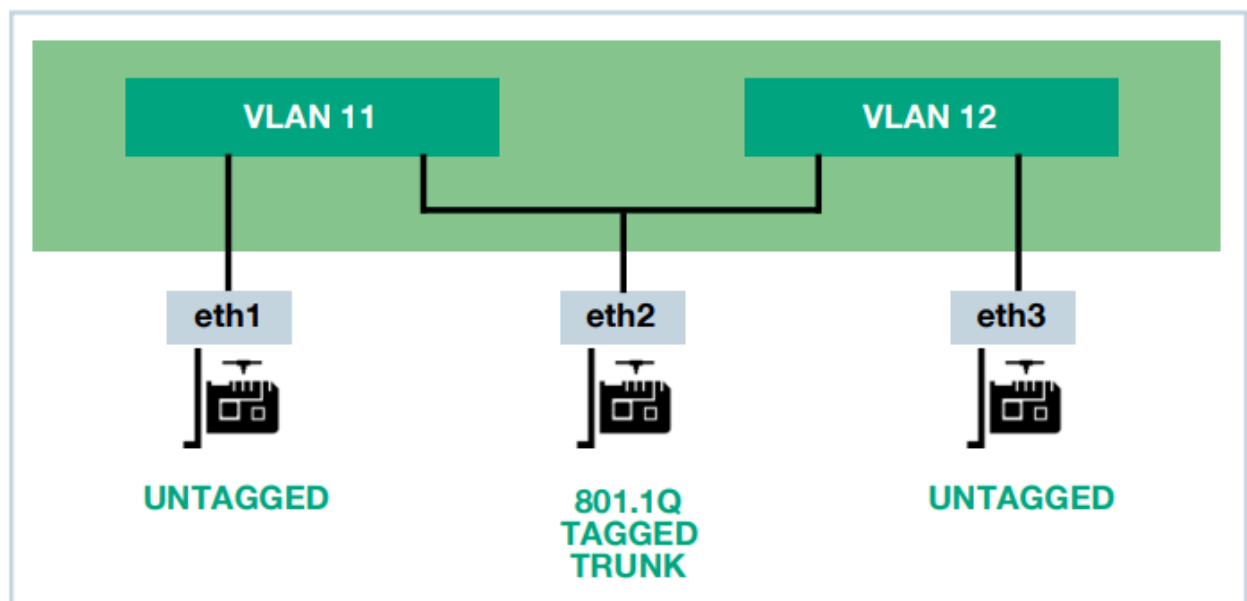 VLAN 11
VLAN 12
eth1
eth2
eth3
UNTAGGED
801.1Q
TAGGED
TRUNK
UNTAGGED